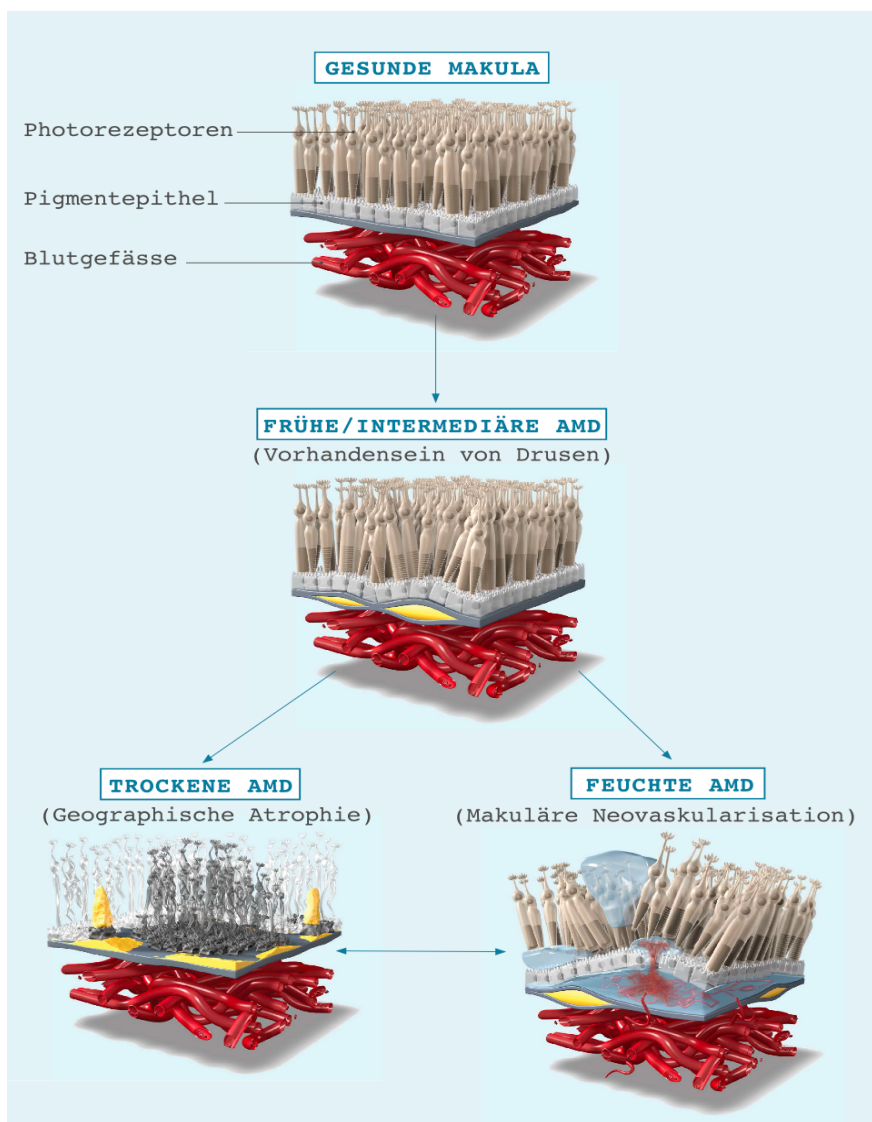 GESUNDE MAKULA
Photorezeptoren
Pigmentepithel
Blutgefässe
FRÜHE/INTERMEDIÄRE AMD
(Vorhandensein von Drusen)
TROCKENE AMD
(Geographische Atrophie)
FEUCHTE AMD
(Makuläre Neovaskularisation)